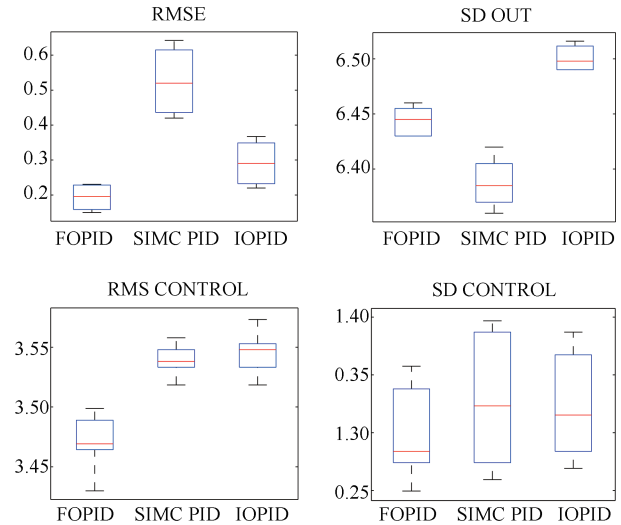 RMSE
0.6
0.5
0.4
0.3
0.2
FOPID SIMC PID IOPID
SD OUT
6.50
6.45
6.40
FOPID SIMC PID IOPID
RMS CONTROL
3.55
3.50
3.45
FOPID SIMC PID IOPID
SD CONTROL
1.40
0.35
1.30
0.25
FOPID SIMC PID IOPID